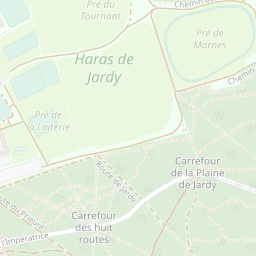 Pré du
Tournant
Chemin
Pré de
Marnes
Haras de
Jardy
Chemin
Pré de
la Laiterie
Carrefour
de la Plaine
de Jardy
Route de Jardy
Route du Prieuré
Carrefour
des huit
routes
l'Impératrice